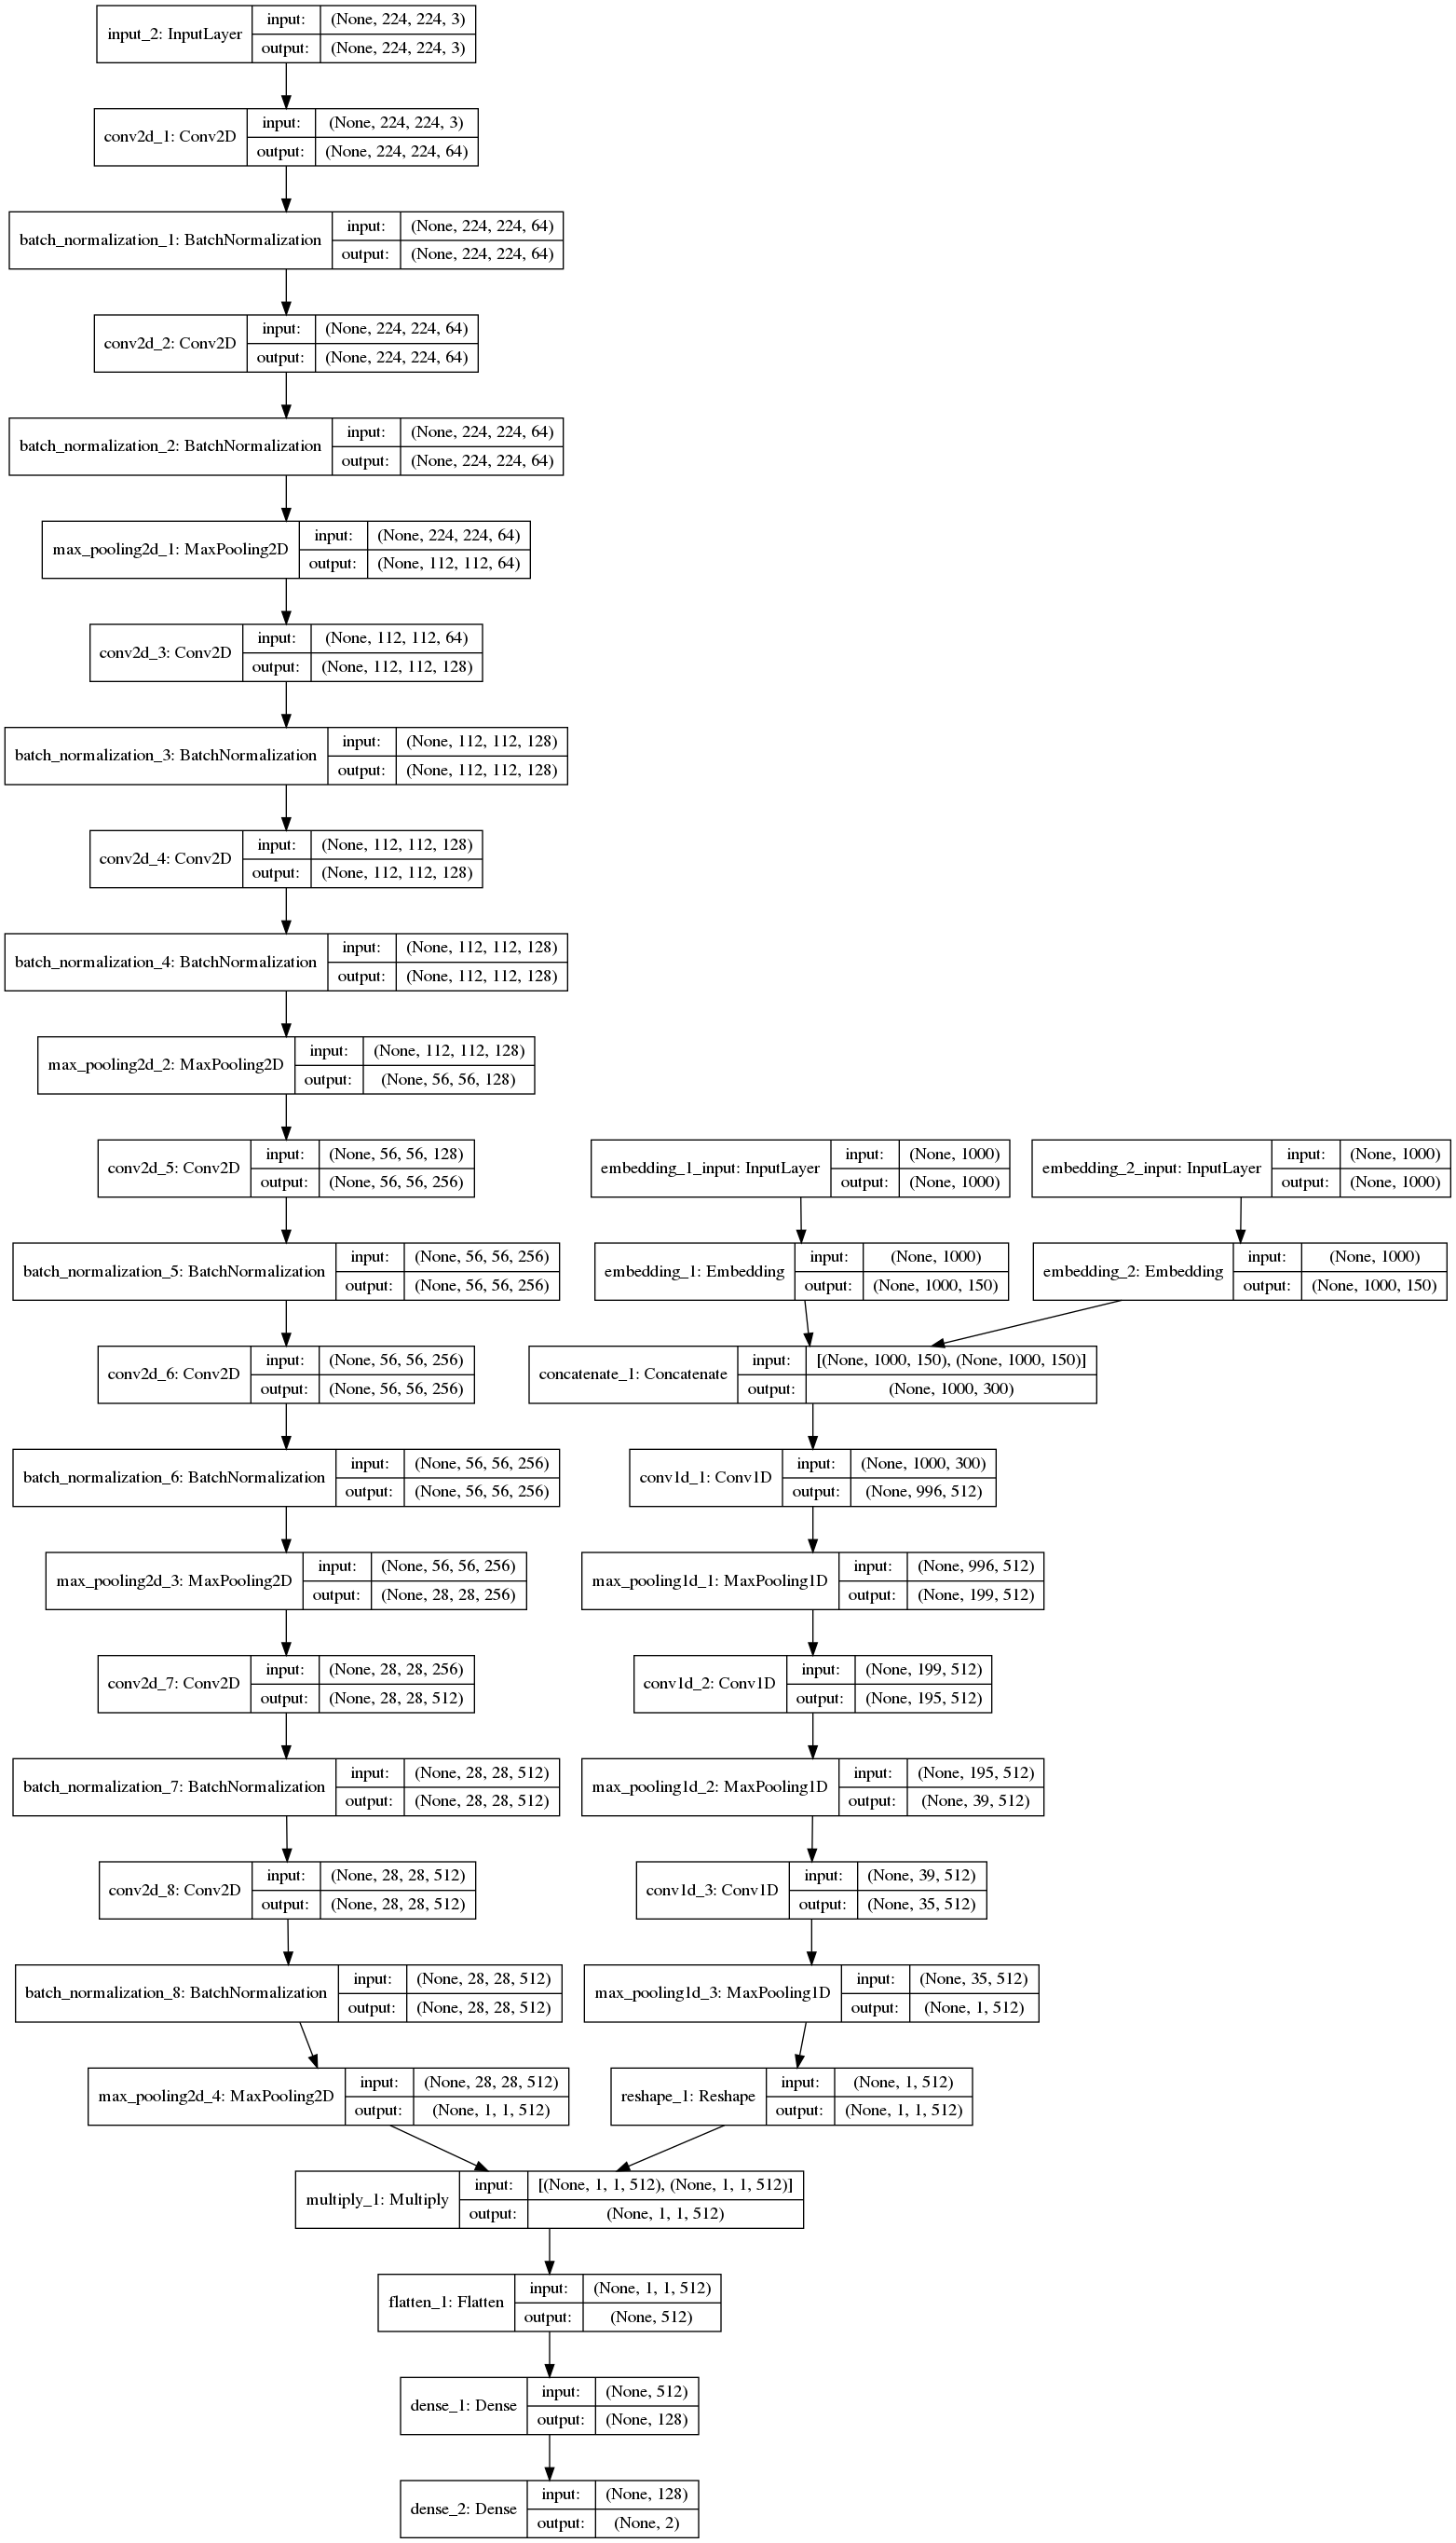 input_2: InputLayer
input: (None, 224, 224, 3)
output: (None, 224, 224, 3)
conv2d_1: Conv2D
input: (None, 224, 224, 3)
output: (None, 224, 224, 64)
batch_normalization_1: BatchNormalization
input: (None, 224, 224, 64)
output: (None, 224, 224, 64)
conv2d_2: Conv2D
input: (None, 224, 224, 64)
output: (None, 224, 224, 64)
batch_normalization_2: BatchNormalization
input: (None, 224, 224, 64)
output: (None, 224, 224, 64)
max_pooling2d_1: MaxPooling2D
input: (None, 224, 224, 64)
output: (None, 112, 112, 64)
conv2d_3: Conv2D
input: (None, 112, 112, 64)
output: (None, 112, 112, 128)
batch_normalization_3: BatchNormalization
input: (None, 112, 112, 128)
output: (None, 112, 112, 128)
conv2d_4: Conv2D
input: (None, 112, 112, 128)
output: (None, 112, 112, 128)
batch_normalization_4: BatchNormalization
input: (None, 112, 112, 128)
output: (None, 112, 112, 128)
max_pooling2d_2: MaxPooling2D
input: (None, 112, 112, 128)
output: (None, 56, 56, 128)
conv2d_5: Conv2D
input: (None, 56, 56, 128)
output: (None, 56, 56, 256)
embedding_1_input: InputLayer
input: (None, 1000)
output: (None, 1000)
embedding_2_input: InputLayer
input: (None, 1000)
output: (None, 1000)
batch_normalization_5: BatchNormalization
input: (None, 56, 56, 256)
output: (None, 56, 56, 256)
embedding_1: Embedding
input: (None, 1000)
output: (None, 1000, 150)
embedding_2: Embedding
input: (None, 1000)
output: (None, 1000, 150)
conv2d_6: Conv2D
input: (None, 56, 56, 256)
output: (None, 56, 56, 256)
concatenate_1: Concatenate
input: [(None, 1000, 150), (None, 1000, 150)]
output: (None, 1000, 300)
batch_normalization_6: BatchNormalization
input: (None, 56, 56, 256)
output: (None, 56, 56, 256)
conv1d_1: Conv1D
input: (None, 1000, 300)
output: (None, 996, 512)
max_pooling2d_3: MaxPooling2D
input: (None, 56, 56, 256)
output: (None, 28, 28, 256)
max_pooling1d_1: MaxPooling1D
input: (None, 996, 512)
output: (None, 199, 512)
conv2d_7: Conv2D
input: (None, 28, 28, 256)
output: (None, 28, 28, 512)
conv1d_2: Conv1D
input: (None, 199, 512)
output: (None, 195, 512)
batch_normalization_7: BatchNormalization
input: (None, 28, 28, 512)
output: (None, 28, 28, 512)
max_pooling1d_2: MaxPooling1D
input: (None, 195, 512)
output: (None, 39, 512)
conv2d_8: Conv2D
input: (None, 28, 28, 512)
output: (None, 28, 28, 512)
conv1d_3: Conv1D
input: (None, 39, 512)
output: (None, 35, 512)
batch_normalization_8: BatchNormalization
input: (None, 28, 28, 512)
output: (None, 28, 28, 512)
max_pooling1d_3: MaxPooling1D
input: (None, 35, 512)
output: (None, 1, 512)
max_pooling2d_4: MaxPooling2D
input: (None, 28, 28, 512)
output: (None, 1, 1, 512)
reshape_1: Reshape
input: (None, 1, 512)
output: (None, 1, 1, 512)
multiply_1: Multiply
input: [(None, 1, 1, 512), (None, 1, 1, 512)]
output: (None, 1, 1, 512)
flatten_1: Flatten
input: (None, 1, 1, 512)
output: (None, 512)
dense_1: Dense
input: (None, 512)
output: (None, 128)
dense_2: Dense
input: (None, 128)
output: (None, 2)